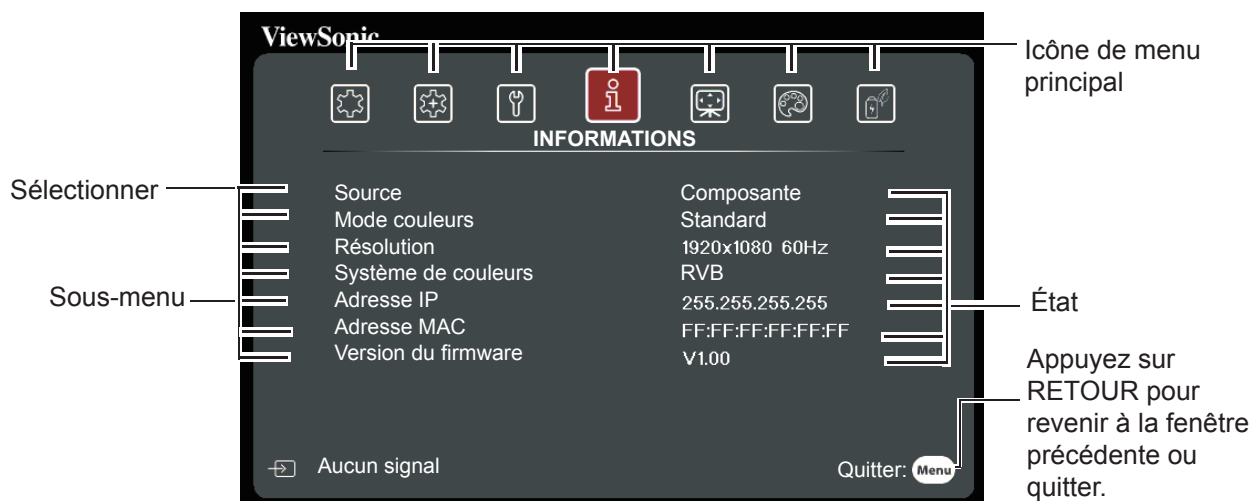 ViewSonic
Icône de menu
principal
INFORMATIONS
Sélectionner
Sous-menu
Source Composante
Mode couleurs Standard
Résolution 1920x1080 60Hz
Système de couleurs RVB
Adresse IP 255.255.255.255
Adresse MAC FF:FF:FF:FF:FF:FF
Version du firmware V1.00
État
Appuyez sur
RETOUR pour
revenir à la fenêtre
précédente ou
quitter.
Aucun signal
Quitter: Menu